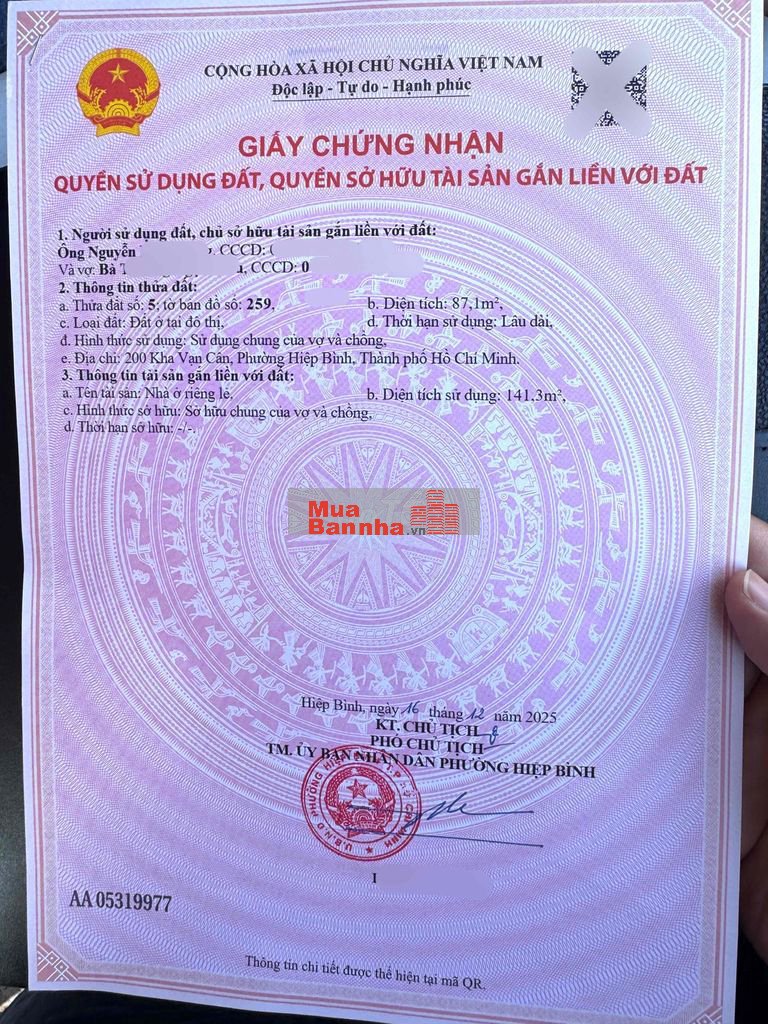 CỘNG HÒA XÃ HỘI CHỦ NGHĨA VIỆT NAM
Độc lập - Tự do - Hạnh phúc
GIẤY CHỨNG NHẬN
QUYỀN SỬ DỤNG ĐẤT, QUYỀN SỞ HỮU TÀI SẢN GẮN LIỀN VỚI ĐẤT
1. Người sử dụng đất, chủ sở hữu tài sản gắn liền với đất:
Ông Nguyễn , CCCD: (
Và vợ: Bà , CCCD: 0
2. Thông tin thửa đất:
a. Thửa đất số: 5; tờ bản đồ số: 259, b. Diện tích: 87,1m²,
c. Loại đất: Đất ở tại đô thị, d. Thời hạn sử dụng: Lâu dài,
đ. Hình thức sử dụng: Sử dụng chung của vợ và chồng,
e. Địa chỉ: 200 Kha Vạn Cân, Phường Hiệp Bình, Thành phố Hồ Chí Minh.
3. Thông tin tài sản gắn liền với đất:
a. Tên tài sản: Nhà ở riêng lẻ, b. Diện tích sử dụng: 141,3m²,
c. Hình thức sở hữu: Sở hữu chung của vợ và chồng,
d. Thời hạn sở hữu: -/-.
Mua
Bannha.vn
Hiệp Bình, ngày 16 tháng 12 năm 2025
KT. CHỦ TỊCH
PHÓ CHỦ TỊCH
TM. ỦY BAN NHÂN DÂN PHƯỜNG HIỆP BÌNH
AA 05319977
Thông tin chi tiết được thể hiện tại mã QR.